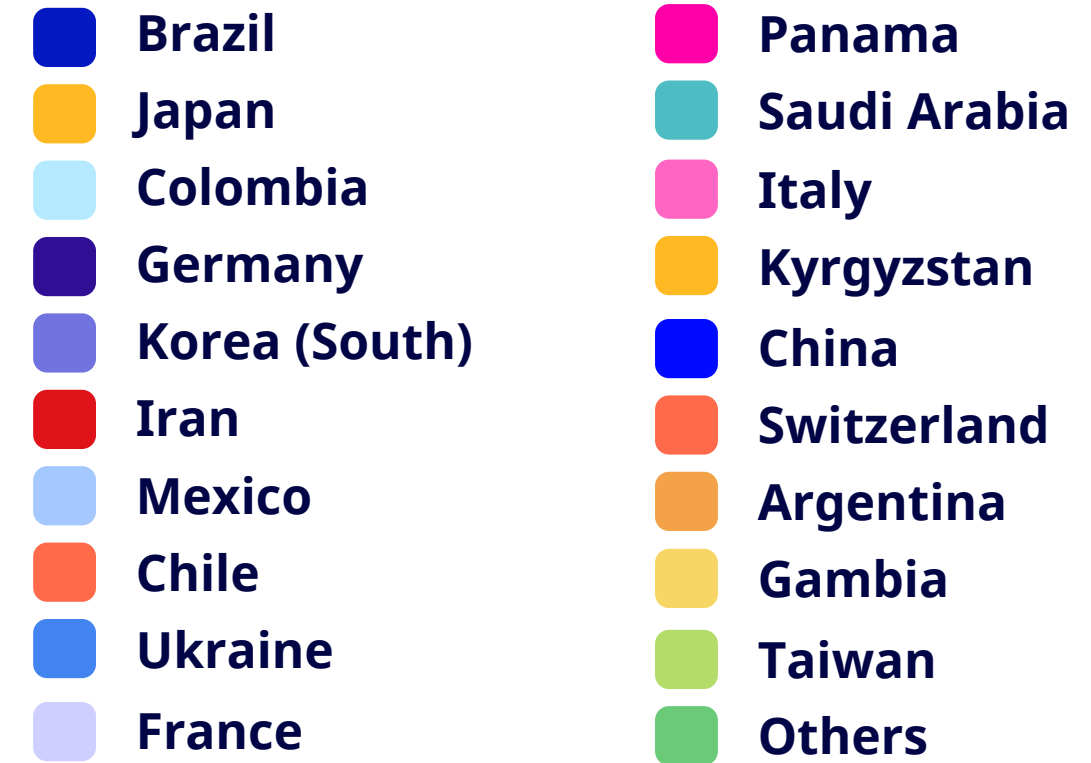 Brazil
Japan
Colombia
Germany
Korea (South)
Iran
Mexico
Chile
Ukraine
France
Panama
Saudi Arabia
Italy
Kyrgyzstan
China
Switzerland
Argentina
Gambia
Taiwan
Others